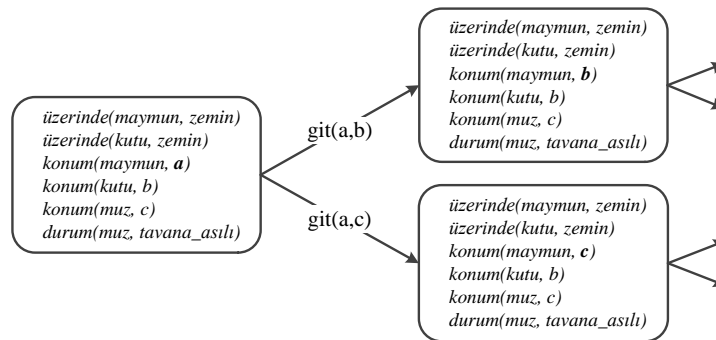 üzerinde(maymun, zemin)
üzerinde(kutu, zemin)
konum(maymun, a)
konum(kutu, b)
konum(muz, c)
durum(muz, tavana_asılı)
git(a,b)
git(a,c)
üzerinde(maymun, zemin)
üzerinde(kutu, zemin)
konum(maymun, b)
konum(kutu, b)
konum(muz, c)
durum(muz, tavana_asılı)
üzerinde(maymun, zemin)
üzerinde(kutu, zemin)
konum(maymun, c)
konum(kutu, b)
konum(muz, c)
durum(muz, tavana_asılı)